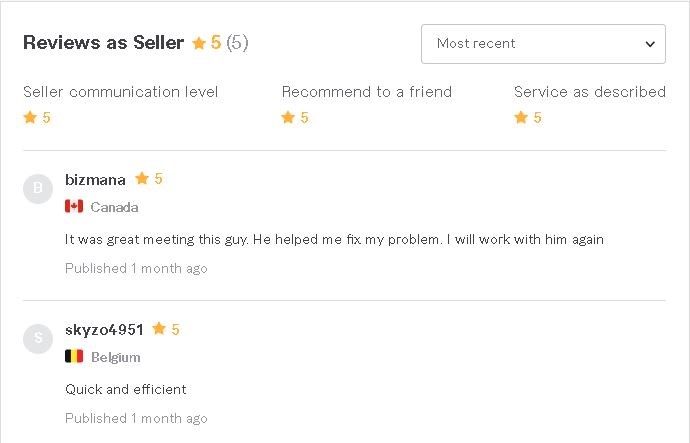 Reviews as Seller 5 (5)
Most recent
Seller communication level
5
Recommend to a friend
5
Service as described
5
B
bizmana 5
Canada
It was great meeting this guy. He helped me fix my problem. I will work with him again
Published 1 month ago
S
skyzo4951 5
Belgium
Quick and efficient
Published 1 month ago